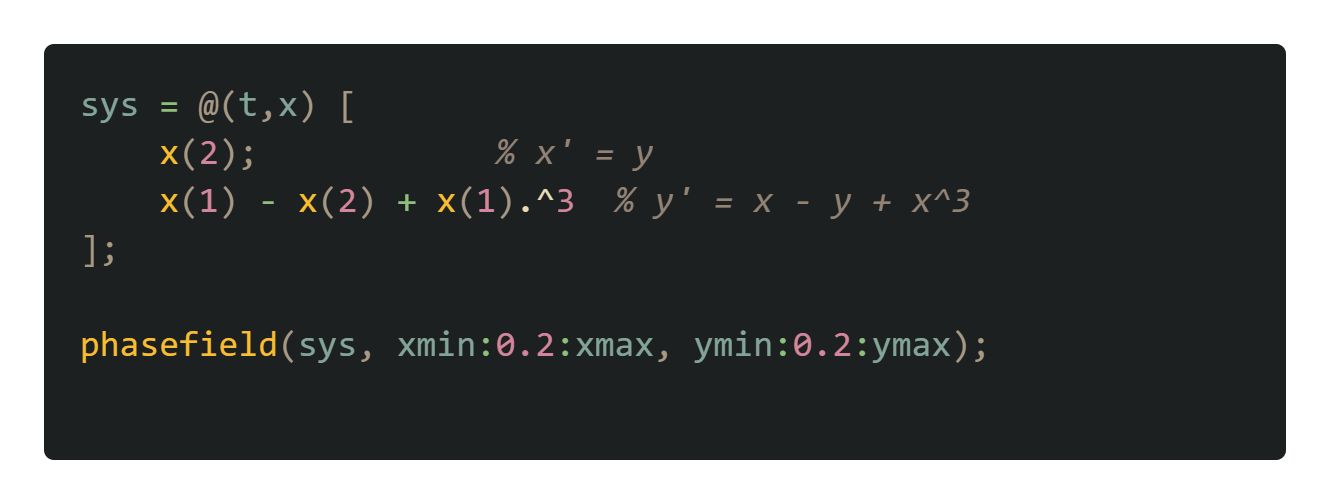 sys = @(t,x) [
    x(2);            % x' = y
    x(1) - x(2) + x(1).^3  % y' = x - y + x^3
];
phasefield(sys, xmin:0.2:xmax, ymin:0.2:ymax);